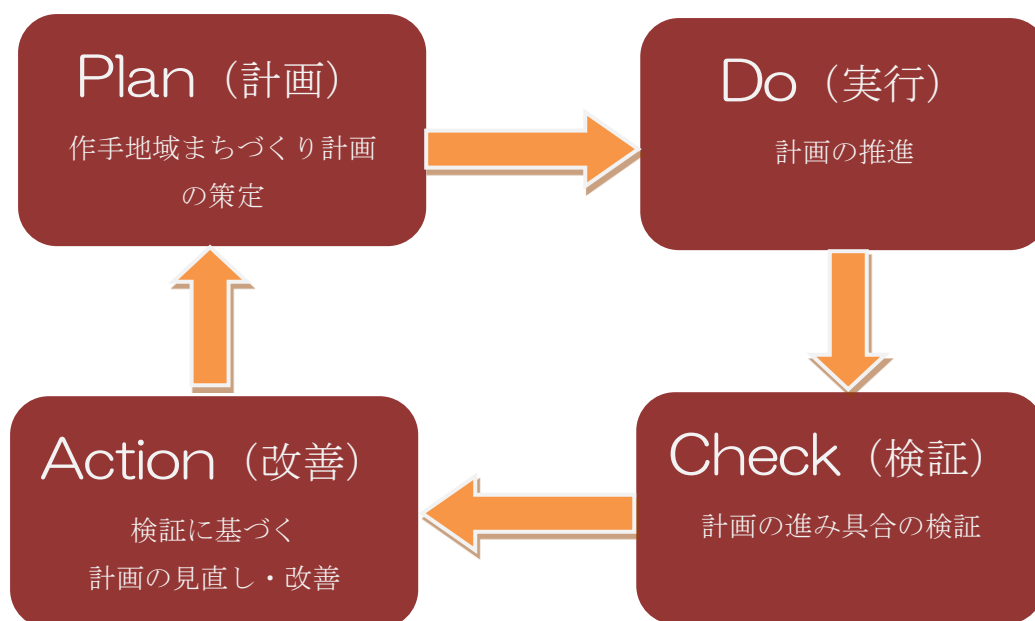 Plan（計画）
作手地域まちづくり計画
の策定
Do（実行）
計画の推進
Check（検証）
計画の進み具合の検証
Action（改善）
検証に基づく
計画の見直し・改善